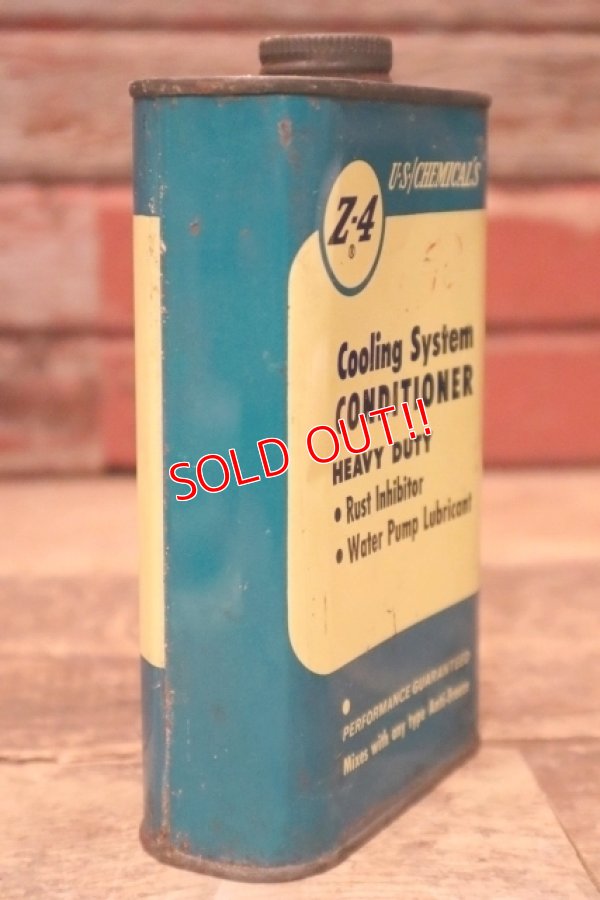 U.S. CHEMICAL'S
Z-4
®
Cooling System
CONDITIONER
HEAVY DUTY
• Rust Inhibitor
• Water Pump Lubricant
SOLD OUT!!
PERFORMANCE GUARANTEED
Mixes with any type Anti-Freeze